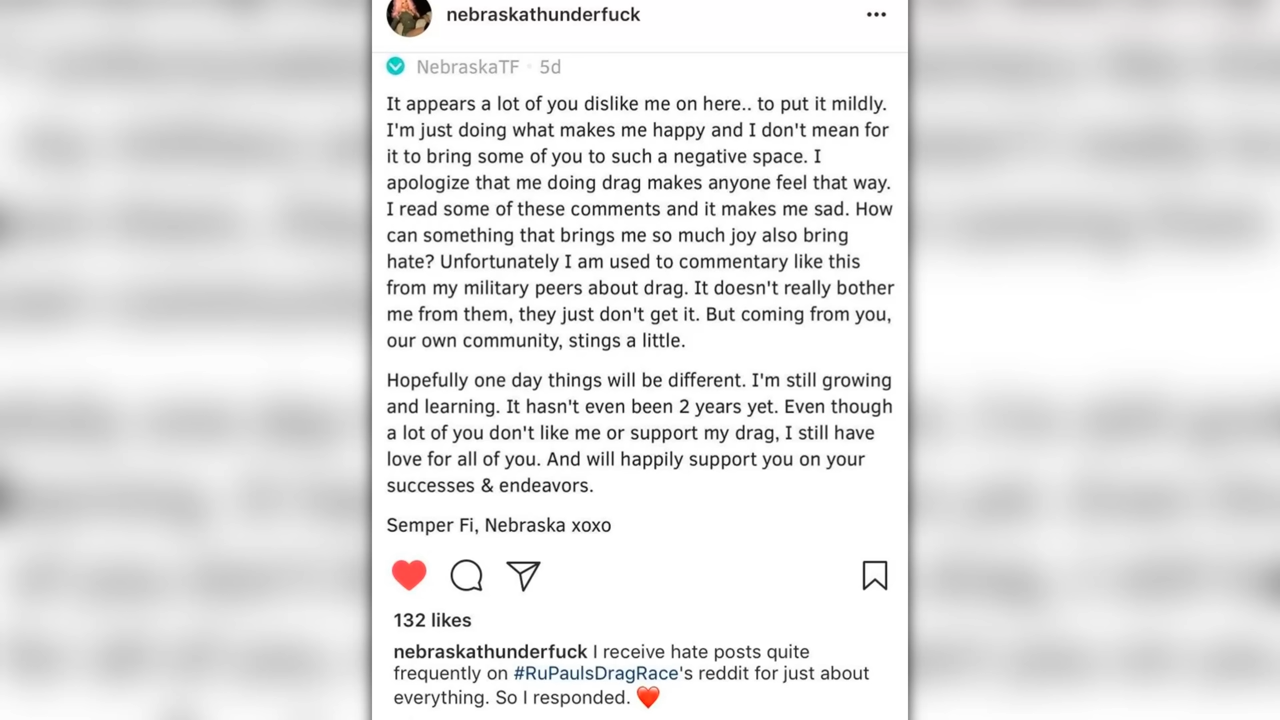 nebraskathunderfuck
NebraskaTF · 5d
It appears a lot of you dislike me on here.. to put it mildly.
I'm just doing what makes me happy and I don't mean for
it to bring some of you to such a negative space. I
apologize that me doing drag makes anyone feel that way.
I read some of these comments and it makes me sad. How
can something that brings me so much joy also bring
hate? Unfortunately I am used to commentary like this
from my military peers about drag. It doesn't really bother
me from them, they just don't get it. But coming from you,
our own community, stings a little.
Hopefully one day things will be different. I'm still growing
and learning. It hasn't even been 2 years yet. Even though
a lot of you don't like me or support my drag, I still have
love for all of you. And will happily support you on your
successes & endeavors.
Semper Fi, Nebraska xoxo
132 likes
nebraskathunderfuck I receive hate posts quite
frequently on #RuPaulsDragRace's reddit for just about
everything. So I responded. ❤️